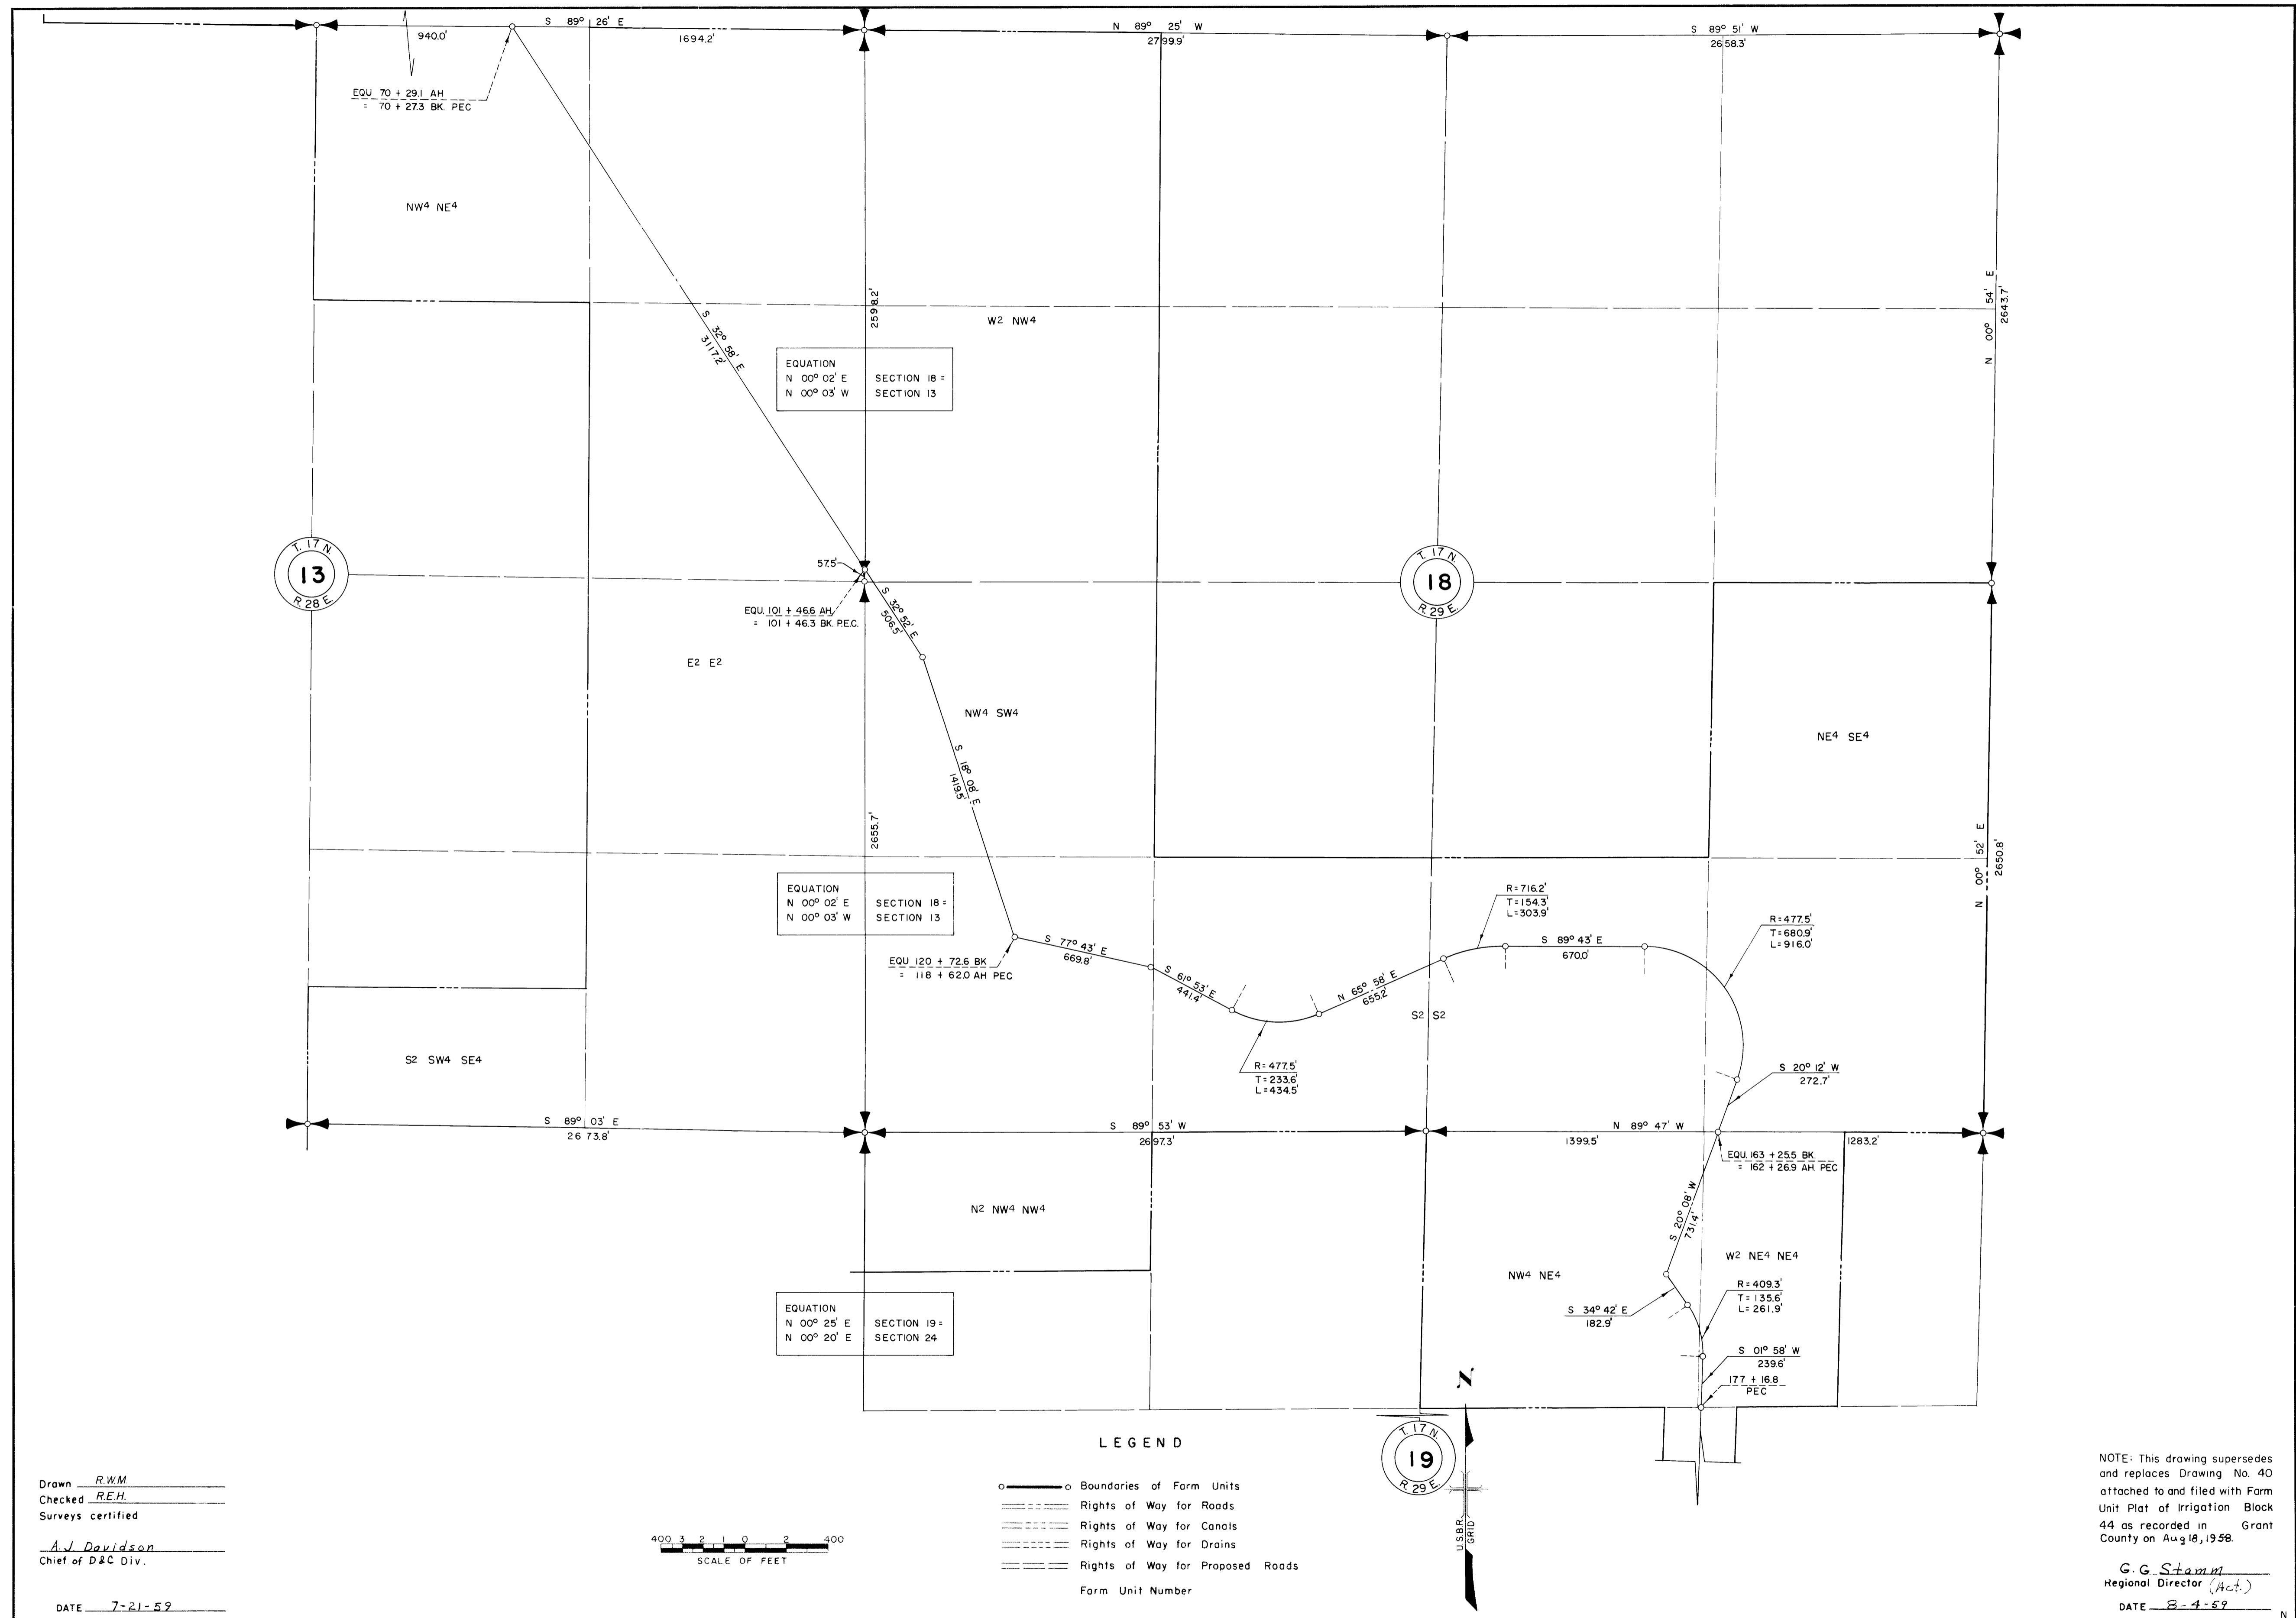 S 89° 26' E
940.0'
1694.2'
N 89° 25' W
2799.9'
S 89° 51' W
2658.3'
EQU 70 + 29.1 AH
= 70 + 27.3 BK. PEC
NW4 NE4
S 32° 58' E
3117.2'
2598.2'
W2 NW4
N 00° 54' E
2643.7'
EQUATION
N 00° 02' E SECTION 18 =
N 00° 03' W SECTION 13
T. 17 N.
13
R. 28 E.
57.5'
EQU. 101 + 46.6 AH.
= 101 + 46.3 BK. P.E.C.
S 32° 52' E
506.5'
T. 17 N.
18
R. 29 E.
E2 E2
NW4 SW4
NE4 SE4
S 18° 08' E
1419.5'
2655.7'
N 00° 52' E
2650.8'
EQUATION
N 00° 02' E SECTION 18 =
N 00° 03' W SECTION 13
EQU 120 + 72.6 BK
= 118 + 62.0 AH PEC
S 77° 43' E
669.8'
S 61° 53' E
441.4'
R=477.5'
T=233.6'
L=434.5'
N 65° 58' E
655.2'
R=716.2'
T=154.3'
L=303.9'
S 89° 43' E
670.0'
R=477.5'
T=680.9'
L=916.0'
S2 S2
S2 SW4 SE4
S 20° 12' W
272.7'
S 89° 03' E
2673.8'
S 89° 53' W
2697.3'
N 89° 47' W
1399.5'
1283.2'
EQU. 163 + 25.5 BK.
= 162 + 26.9 AH. PEC
N2 NW4 NW4
S 20° 08' W
731.4'
W2 NE4 NE4
NW4 NE4
R=409.3'
T=135.6'
L=261.9'
S 34° 42' E
182.9'
S 01° 58' W
239.6'
177 + 16.8
PEC
EQUATION
N 00° 25' E SECTION 19 =
N 00° 20' E SECTION 24
N
T. 17 N.
19
R. 29 E.
U.S.B.R.
GRID
LEGEND
Boundaries of Farm Units
Rights of Way for Roads
Rights of Way for Canals
Rights of Way for Drains
Rights of Way for Proposed Roads
Farm Unit Number
400 3 2 1 0 2 400
SCALE OF FEET
Drawn R.W.M.
Checked R.E.H.
Surveys certified
A.J. Davidson
Chief of D&C Div.
DATE 7-21-59
NOTE: This drawing supersedes
and replaces Drawing No. 40
attached to and filed with Farm
Unit Plat of Irrigation Block
44 as recorded in Grant
County on Aug 18, 1958.
G. G. Stamm
Regional Director (Act.)
DATE 8-4-59
N